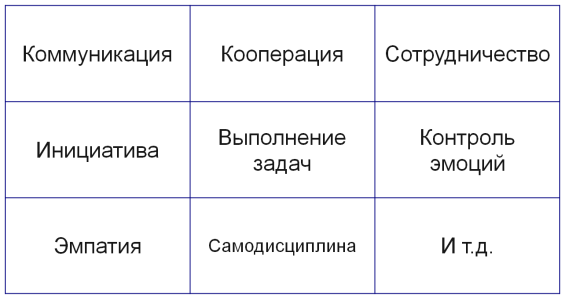 Коммуникация
Кооперация
Сотрудничество
Инициатива
Выполнение
задач
Контроль
эмоций
Эмпатия
Самодисциплина
И т.д.